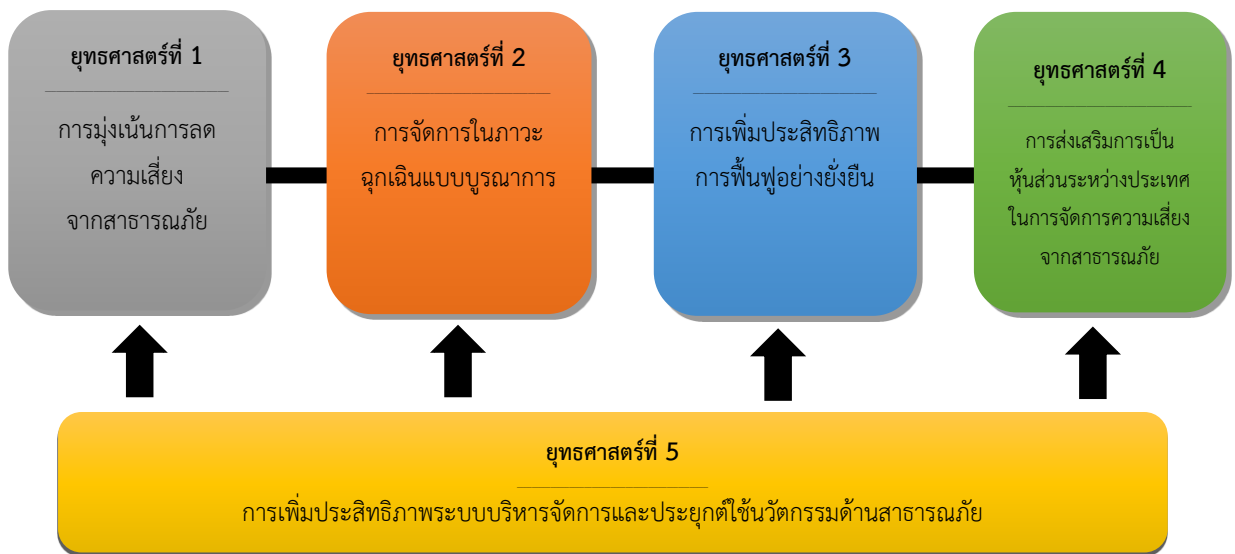 ยุทธศาสตร์ที่ 1
การมุ่งเน้นการลด
ความเสี่ยง
จากสาธารณภัย
ยุทธศาสตร์ที่ 2
การจัดการในภาวะ
ฉุกเฉินแบบบูรณาการ
ยุทธศาสตร์ที่ 3
การเพิ่มประสิทธิภาพ
การฟื้นฟูอย่างยั่งยืน
ยุทธศาสตร์ที่ 4
การส่งเสริมการเป็น
หุ้นส่วนระหว่างประเทศ
ในการจัดการความเสี่ยง
จากสาธารณภัย
ยุทธศาสตร์ที่ 5
การเพิ่มประสิทธิภาพระบบบริหารจัดการและประยุกต์ใช้นวัตกรรมด้านสาธารณภัย